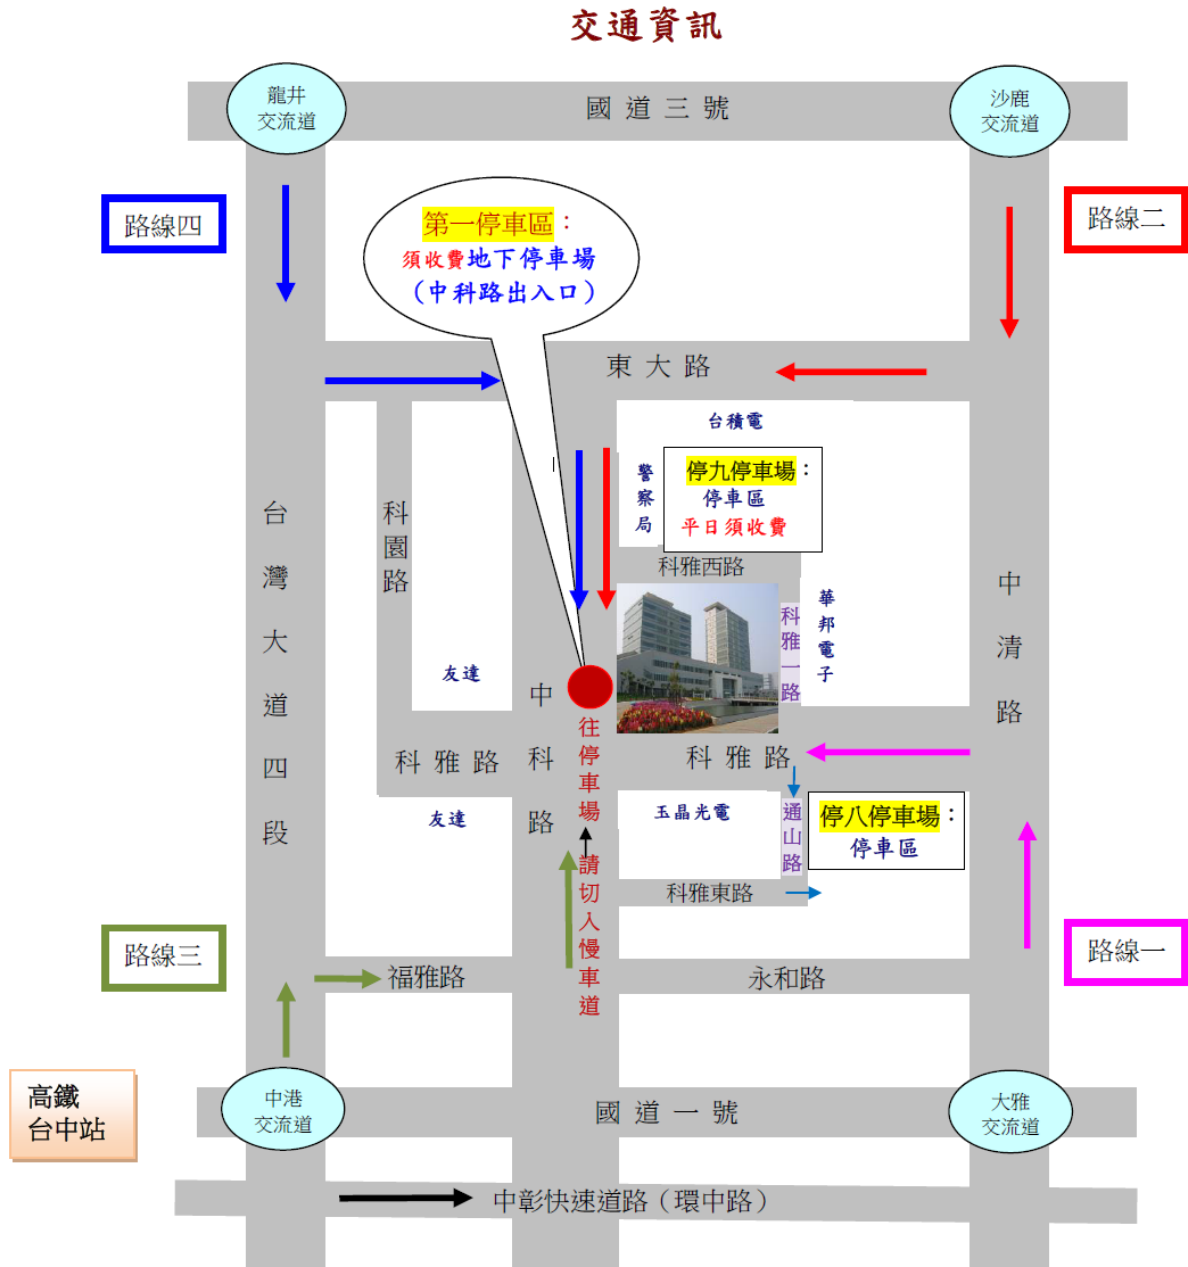 交通資訊
龍井
交流道
國道三號
沙鹿
交流道
路線四
第一停車區：
須收費地下停車場
（中科路出入口）
路線二
東大路
台積電
警察局
停九停車場：
停車區
平日須收費
科雅西路
台灣大道四段
科園路
中清路
科雅一路
華邦電子
友達
中科路
往停車場
科雅路
科雅路
友達
玉晶光電
通山路
停八停車場：
停車區
請切入慢車道
科雅東路
路線三
福雅路
永和路
路線一
高鐵
台中站
中港
交流道
國道一號
大雅
交流道
中彰快速道路（環中路）